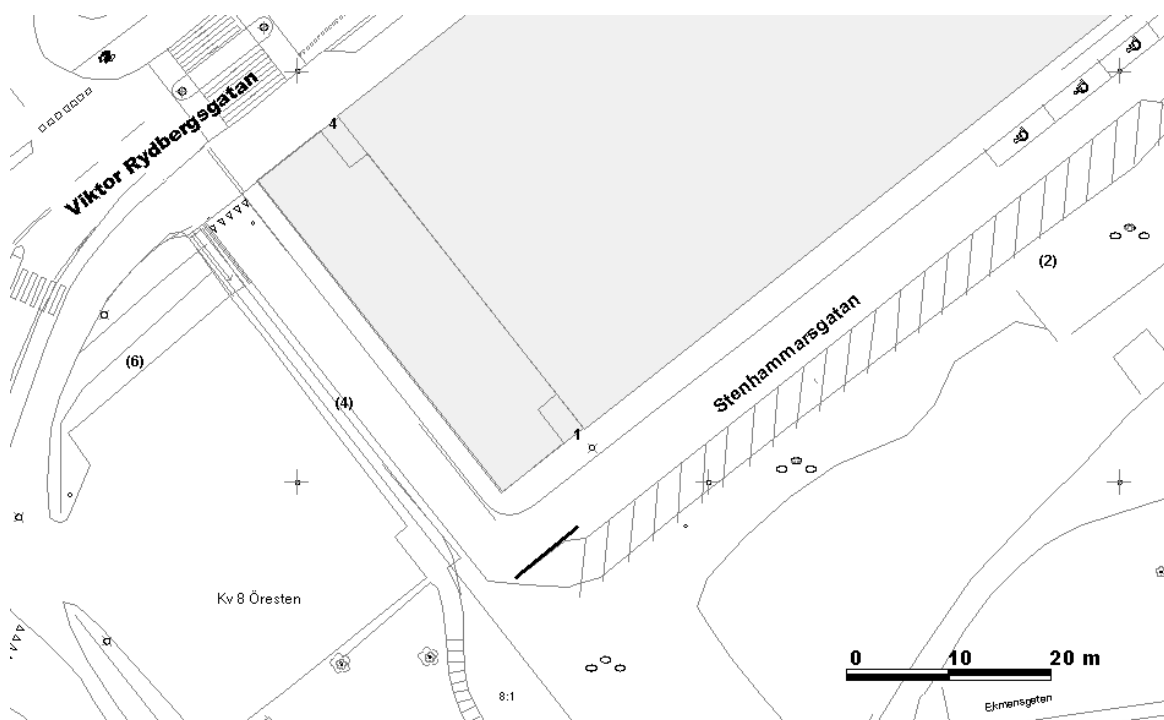 4
Viktor Rydbergsgatan
(2)
Stenhammarsgatan
(6)
(4)
1
Kv 8 Öresten
0 10 20 m
8:1
Ekmansgatan